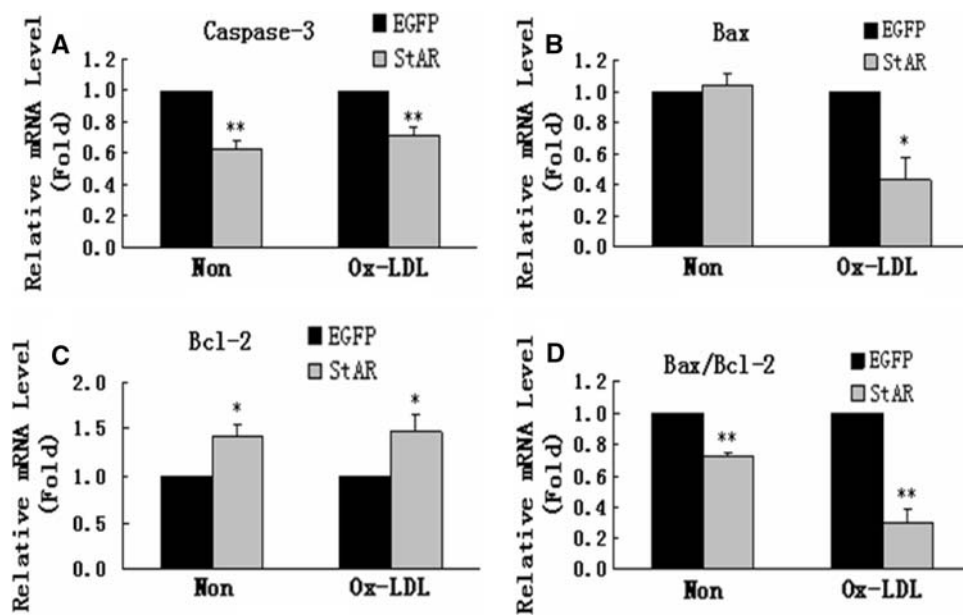 A
Caspase-3
EGFP
StAR
Relative mRNA Level
(Fold)
1.2
1.0
0.8
0.6
0.4
0.2
0.0
**
**
Non
Ox-LDL
B
Bax
EGFP
StAR
Relative mRNA Level
(Fold)
1.2
1.0
0.8
0.6
0.4
0.2
0.0
*
Non
Ox-LDL
C
Bcl-2
EGFP
StAR
Relative mRNA Level
(Fold)
2.0
1.5
1.0
0.5
0.0
*
*
Non
Ox-LDL
D
Bax/Bcl-2
EGFP
StAR
Relative mRNA Level
(Fold)
1.2
1.0
0.8
0.6
0.4
0.2
0.0
**
**
Non
Ox-LDL